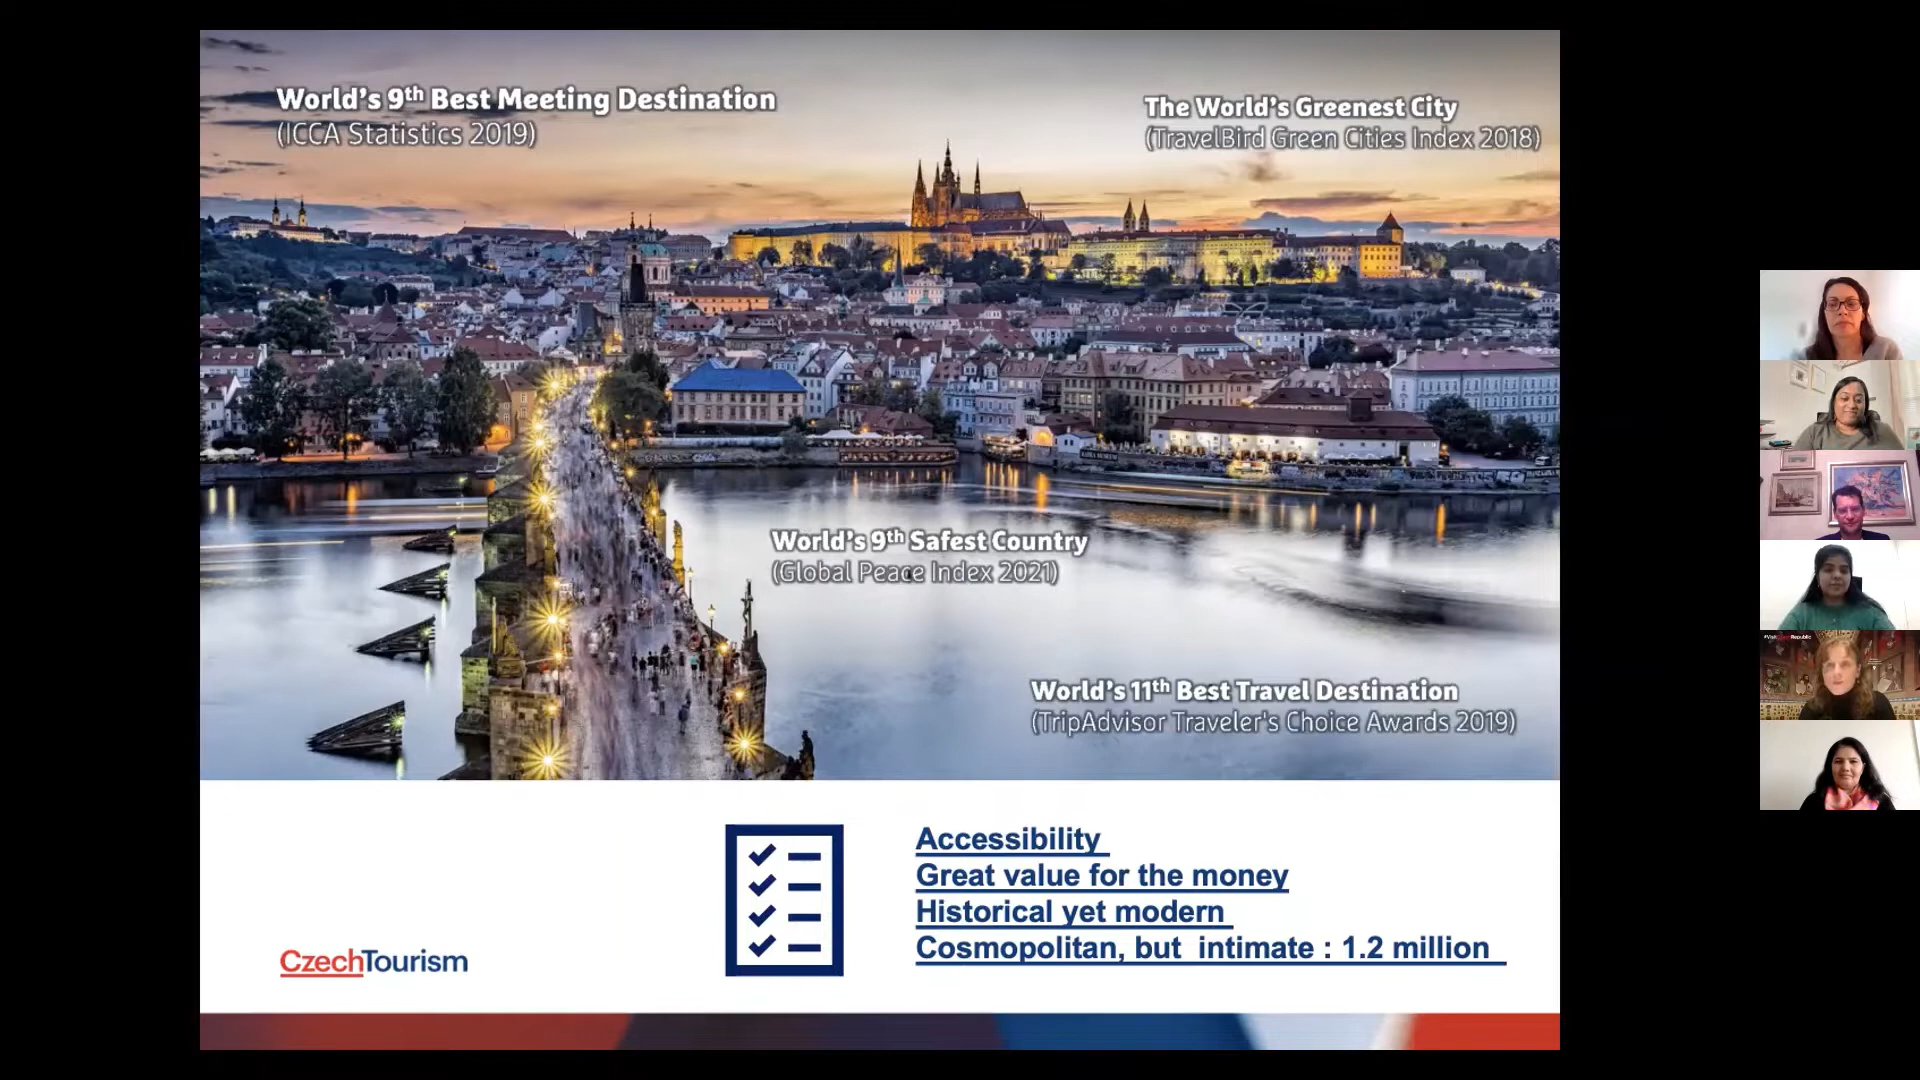 World's 9th Best Meeting Destination
(ICCA Statistics 2019)
The World's Greenest City
(TravelBird Green Cities Index 2018)
World's 9th Safest Country
(Global Peace Index 2021)
World's 11th Best Travel Destination
(TripAdvisor Traveler's Choice Awards 2019)
Accessibility
Great value for the money
Historical yet modern
Cosmopolitan, but intimate : 1.2 million
CzechTourism